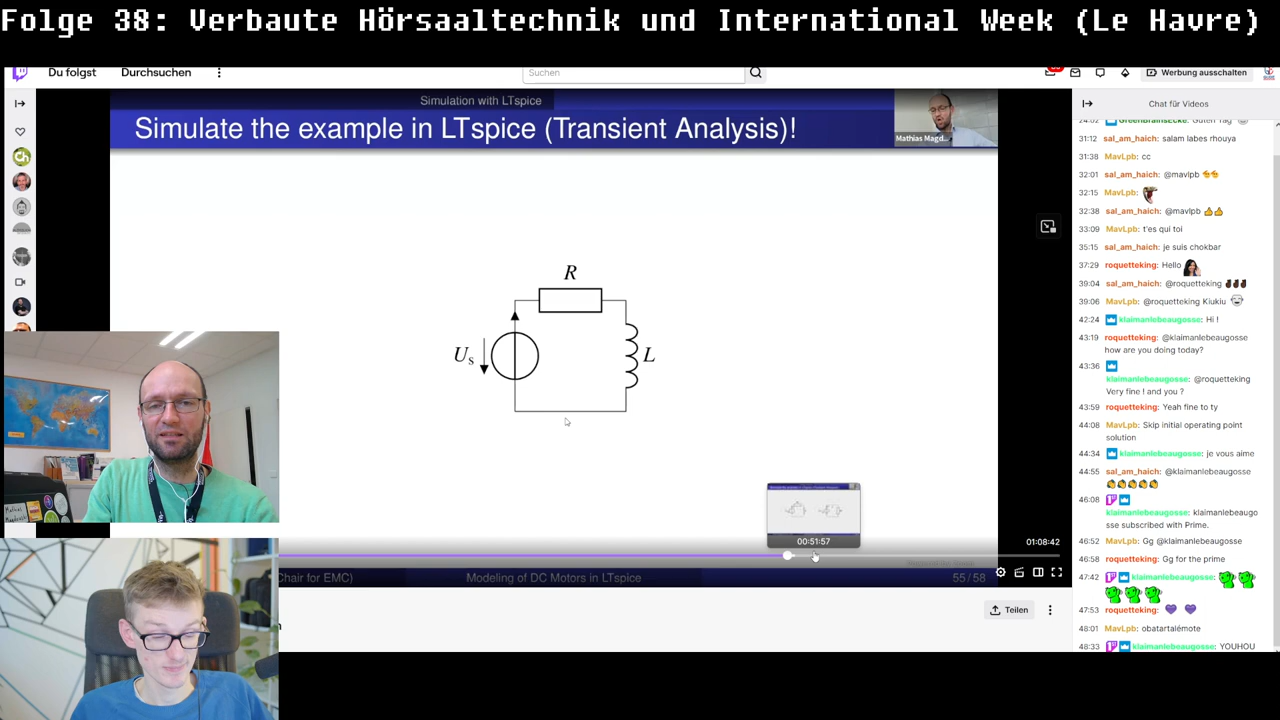 Folge 38: Verbaute Hörsaaltechnik und International Week (Le Havre)
Du folgst
Durchsuchen
Suchen
Werbung ausschalten
Simulation with LTspice
Simulate the example in LTspice (Transient Analysis)!
Mathias Magd...
R
U_S
L
00:51:57
01:08:42
Chair for EMC)
Modeling of DC Motors in LTspice
55 / 58
Teilen
Chat für Videos
GreenBrainsEcke: Guten Tag
31:12 sal_am_haich: salam labes rhouya
31:38 MavLpb: cc
32:01 sal_am_haich: @mavlpb
32:15 MavLpb:
32:38 sal_am_haich: @mavlpb
33:09 MavLpb: t'es qui toi
35:15 sal_am_haich: je suis chokbar
37:29 roquetteking: Hello
39:04 sal_am_haich: @roquetteking
39:06 MavLpb: @roquetteking Kiukiu
42:24 klaimanlebeaugosse: Hi !
43:19 roquetteking: @klaimanlebeaugosse
how are you doing today?
43:36
klaimanlebeaugosse: @roquetteking
Very fine ! and you ?
43:59 roquetteking: Yeah fine to ty
44:08 MavLpb: Skip initial operating point
solution
44:34 klaimanlebeaugosse: je vous aime
44:55 sal_am_haich: @klaimanlebeaugosse
46:08
klaimanlebeaugosse: klaimanlebeaugo
sse subscribed with Prime.
46:52 MavLpb: Gg @klaimanlebeaugosse
46:58 roquetteking: Gg for the prime
47:42 klaimanlebeaugosse:
47:53 roquetteking:
48:01 MavLpb: obatartalémote
48:33 klaimanlebeaugosse: YOUHOU